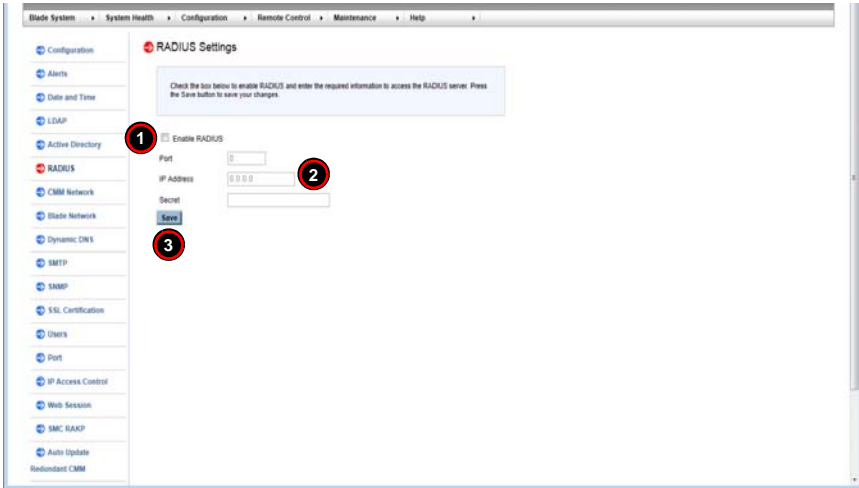 Blade System System Health Configuration Remote Control Maintenance Help
Configuration
Alerts
Date and Time
LDAP
Active Directory
RADIUS
CMM Network
Blade Network
Dynamic DNS
SMTP
SNMP
SSL Certification
Users
Port
IP Access Control
Web Session
SMC RAKP
Auto Update
Redundant CMM
RADIUS Settings
Check the box below to enable RADIUS and enter the required information to access the RADIUS server. Press
the Save button to save your changes.
1 Enable RADIUS
Port 0
IP Address 0.0.0.0 2
Secret
Save
3